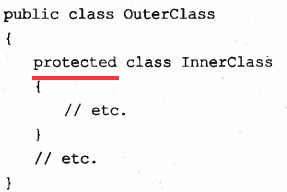 public class OuterClass
{
    protected class InnerClass
    {
        // etc.
    }
    // etc.
}